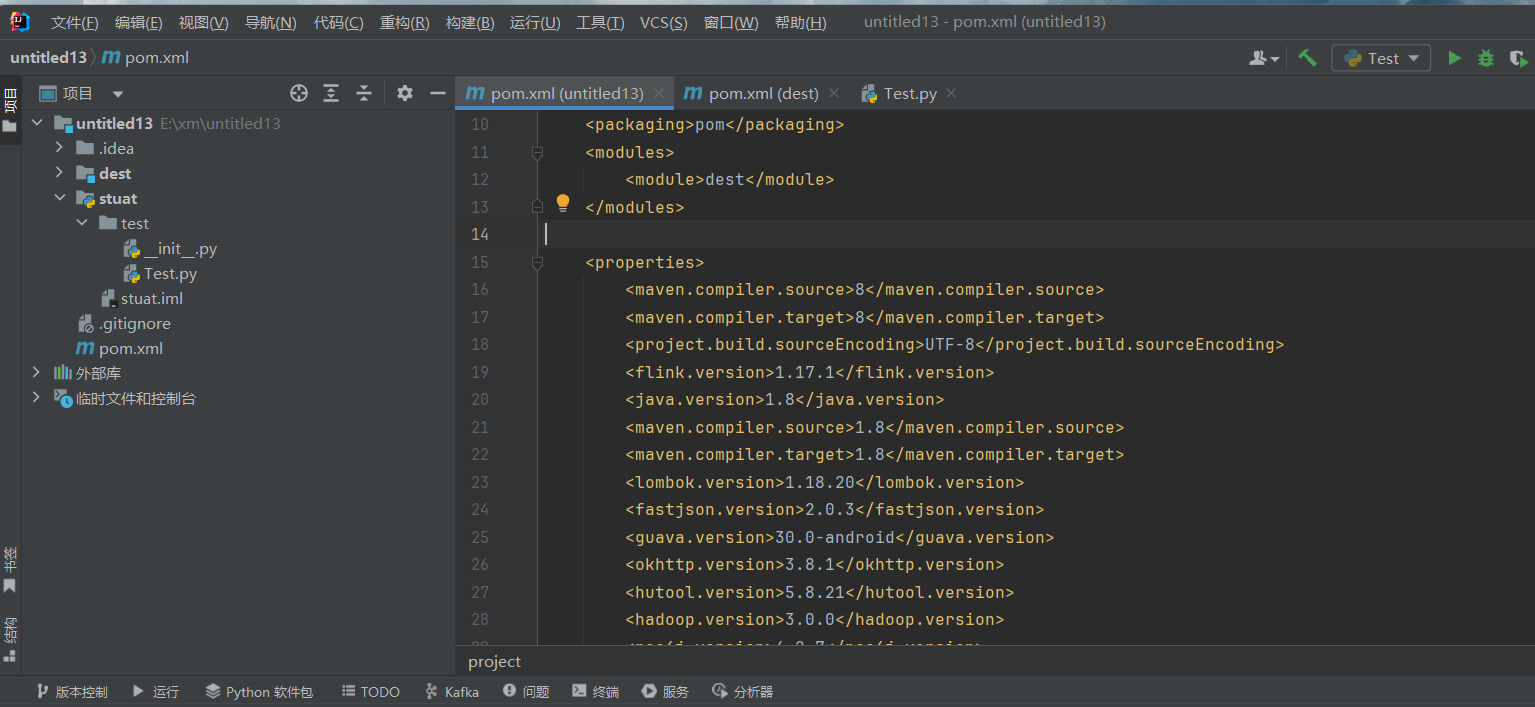 文件(F) 编辑(E) 视图(V) 导航(N) 代码(C) 重构(R) 构建(B) 运行(U) 工具(T) VCS(S) 窗口(W) 帮助(H) untitled13 - pom.xml (untitled13)
untitled13 pom.xml Test
项目
项目
pom.xml (untitled13) pom.xml (dest) Test.py
untitled13 E:\xm\untitled13
.idea
dest
stuat
test
__init__.py
Test.py
stuat.iml
.gitignore
pom.xml
外部库
临时文件和控制台
10 <packaging>pom</packaging>
11 <modules>
12 <module>dest</module>
13 </modules>
14
15 <properties>
16 <maven.compiler.source>8</maven.compiler.source>
17 <maven.compiler.target>8</maven.compiler.target>
18 <project.build.sourceEncoding>UTF-8</project.build.sourceEncoding>
19 <flink.version>1.17.1</flink.version>
20 <java.version>1.8</java.version>
21 <maven.compiler.source>1.8</maven.compiler.source>
22 <maven.compiler.target>1.8</maven.compiler.target>
23 <lombok.version>1.18.20</lombok.version>
24 <fastjson.version>2.0.3</fastjson.version>
25 <guava.version>30.0-android</guava.version>
26 <okhttp.version>3.8.1</okhttp.version>
27 <hutool.version>5.8.21</hutool.version>
28 <hadoop.version>3.0.0</hadoop.version>
书签
结构
project
版本控制 运行 Python 软件包 TODO Kafka 问题 终端 服务 分析器